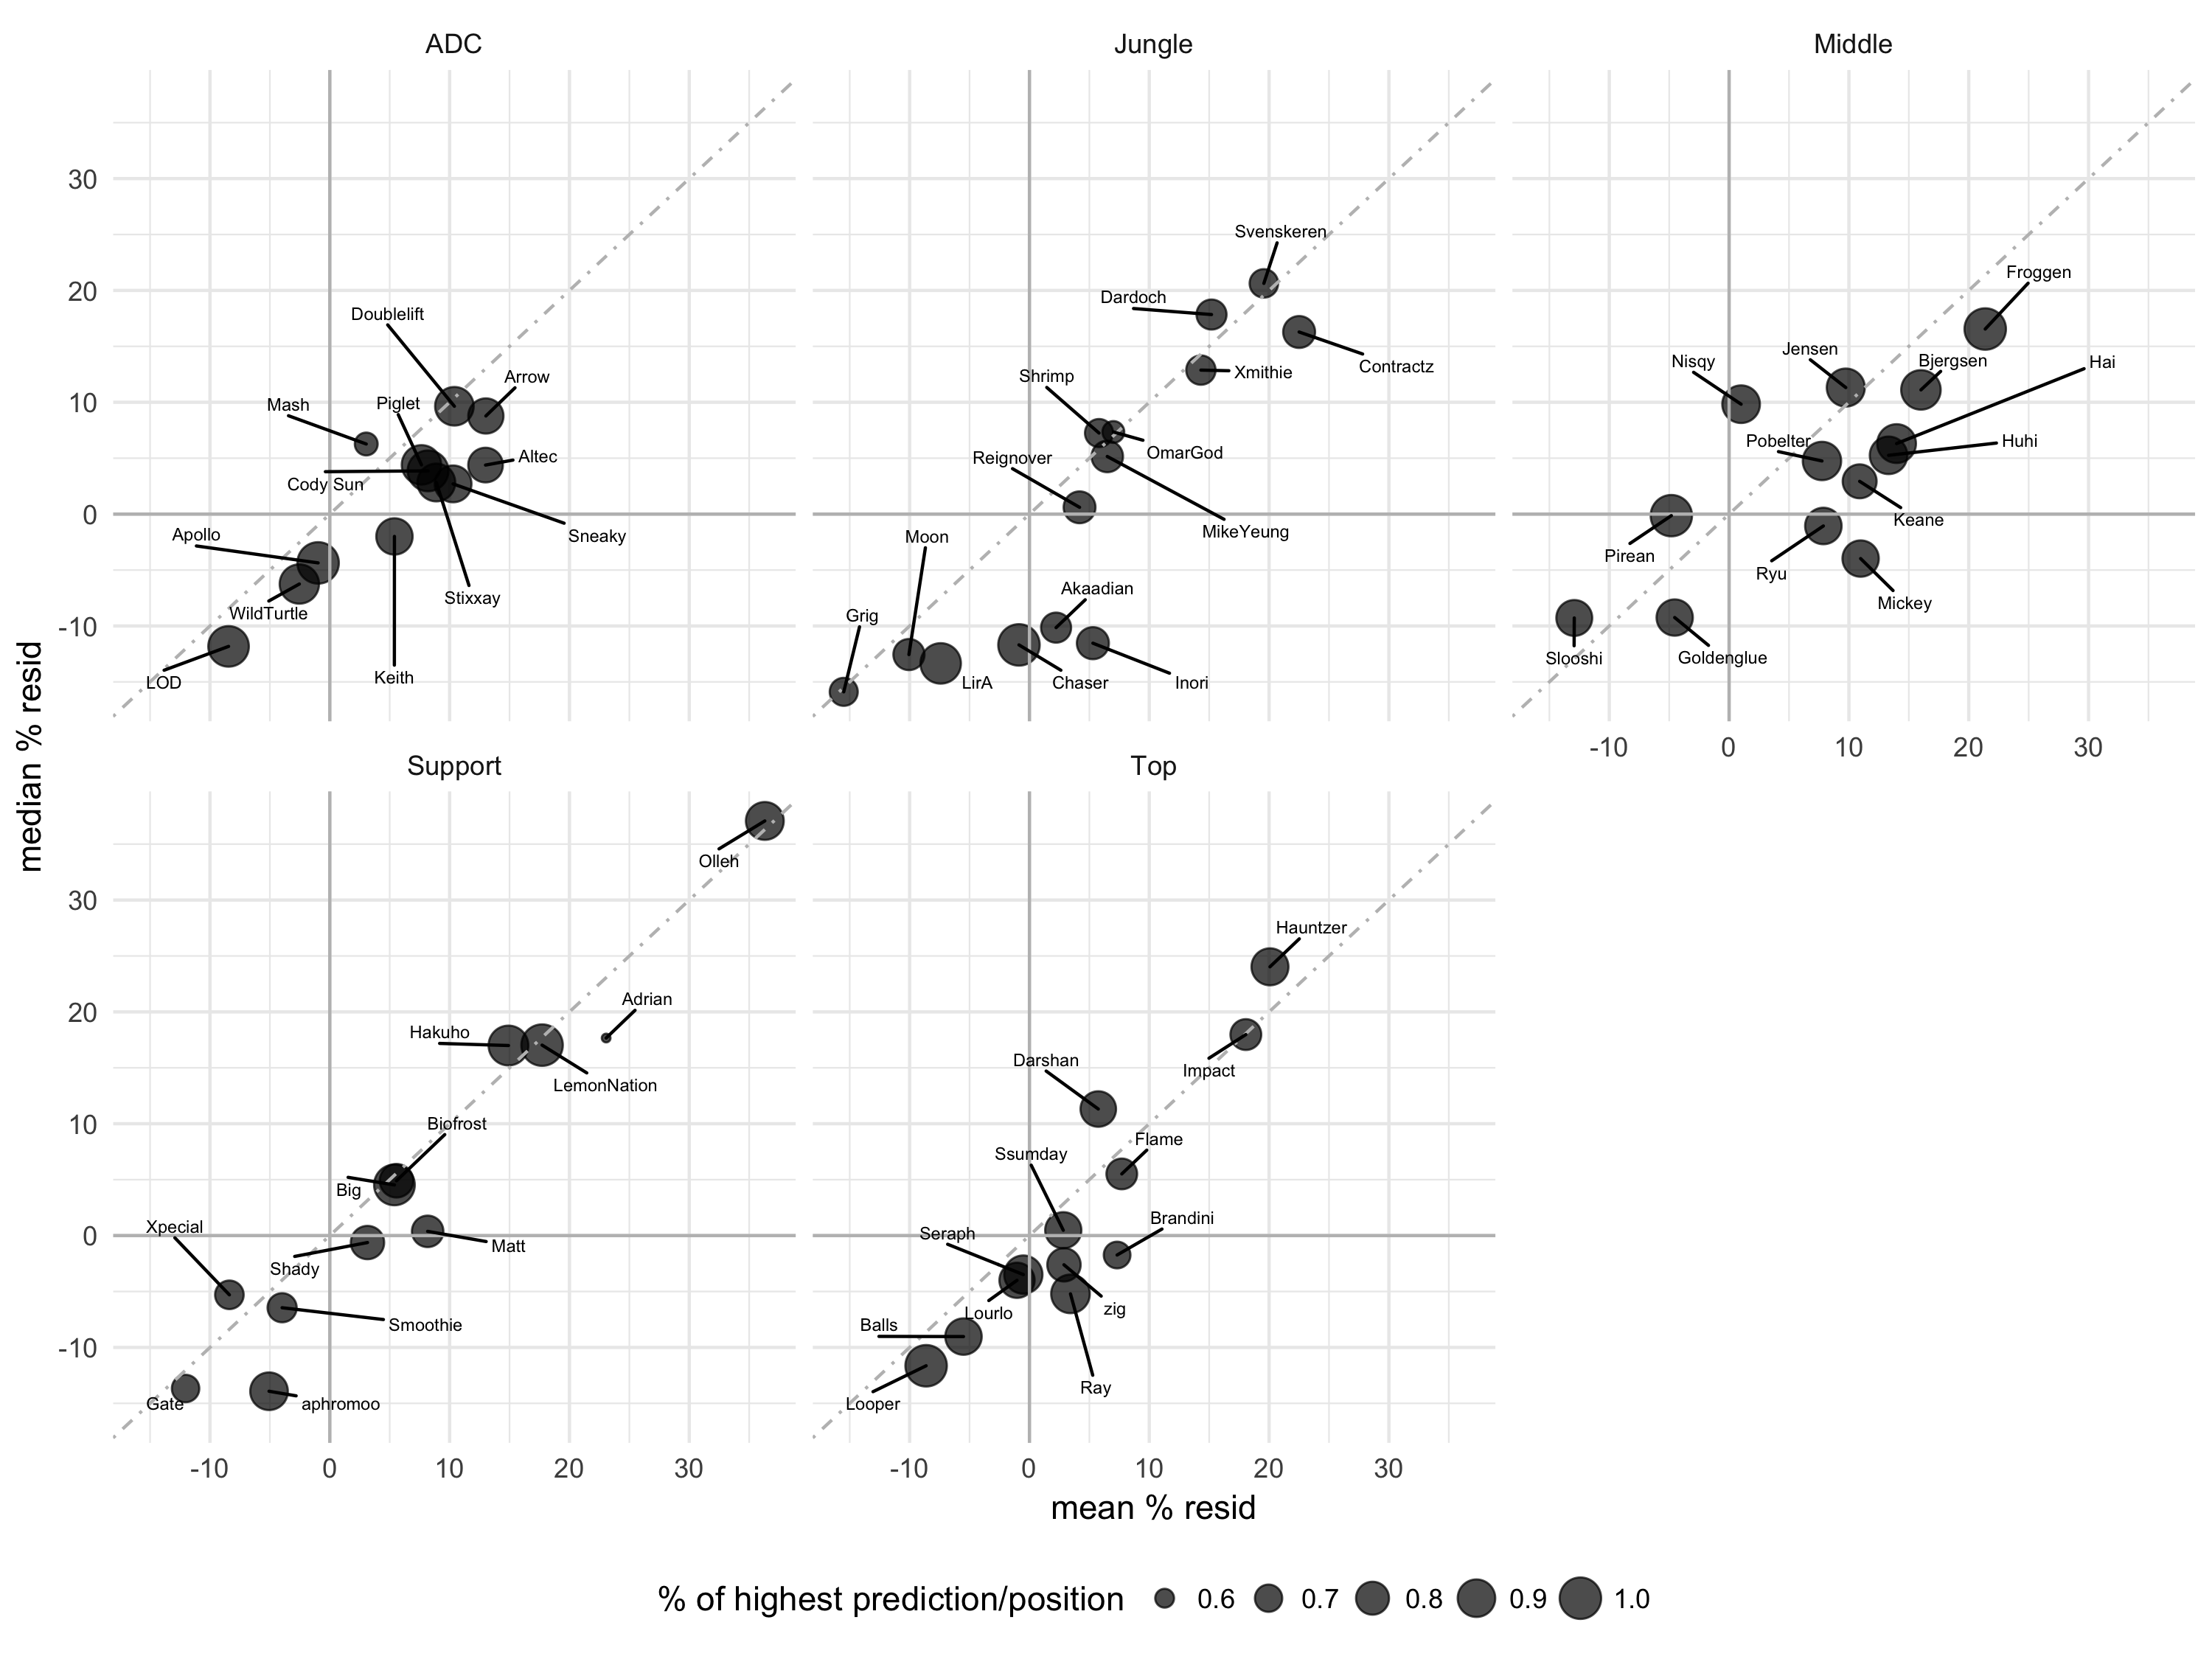 ADC
Jungle
Middle
30
20
10
0
-10
Doublelift
Arrow
Mash
Piglet
Altec
Cody Sun
Sneaky
Apollo
WildTurtle
Stixxay
LOD
Keith
Svenskeren
Dardoch
Contractz
Xmithie
Shrimp
OmarGod
Reignover
MikeYeung
Moon
Akaadian
Grig
LirA
Chaser
Inori
Froggen
Jensen
Nisqy
Bjergsen
Hai
Pobelter
Huhi
Keane
Pirean
Ryu
Mickey
Slooshi
Goldenglue
-10
0
10
20
30
median % resid
Support
Top
30
20
10
0
-10
Olleh
Adrian
Hakuho
LemonNation
Biofrost
Big
Xpecial
Matt
Shady
Smoothie
Gate
aphromoo
Hauntzer
Impact
Darshan
Flame
Ssumday
Brandini
Seraph
Lourlo
zig
Balls
Ray
Looper
-10
0
10
20
30
-10
0
10
20
30
mean % resid
% of highest prediction/position
0.6
0.7
0.8
0.9
1.0